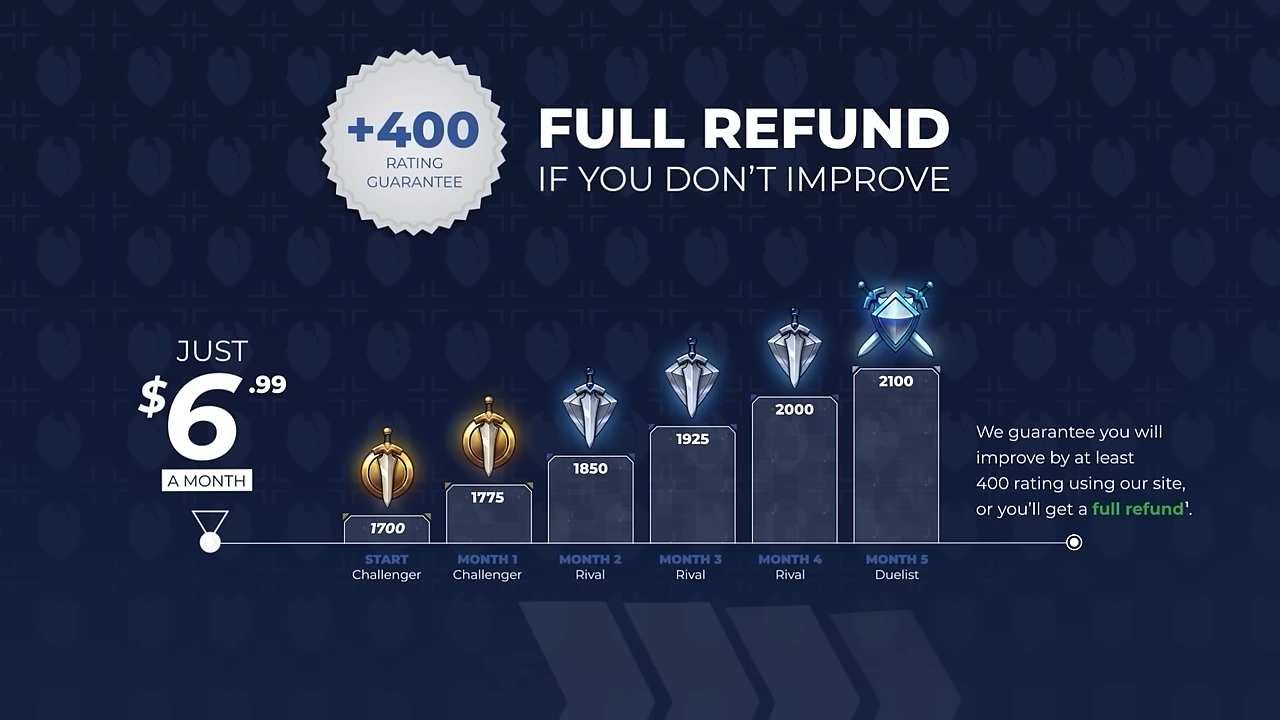 +400
RATING
GUARANTEE
FULL REFUND
IF YOU DON'T IMPROVE
JUST
$6.99
A MONTH
1700
1775
1850
1925
2000
2100
START
Challenger
MONTH 1
Challenger
MONTH 2
Rival
MONTH 3
Rival
MONTH 4
Rival
MONTH 5
Duelist
We guarantee you will
improve by at least
400 rating using our site,
or you'll get a full refund¹.